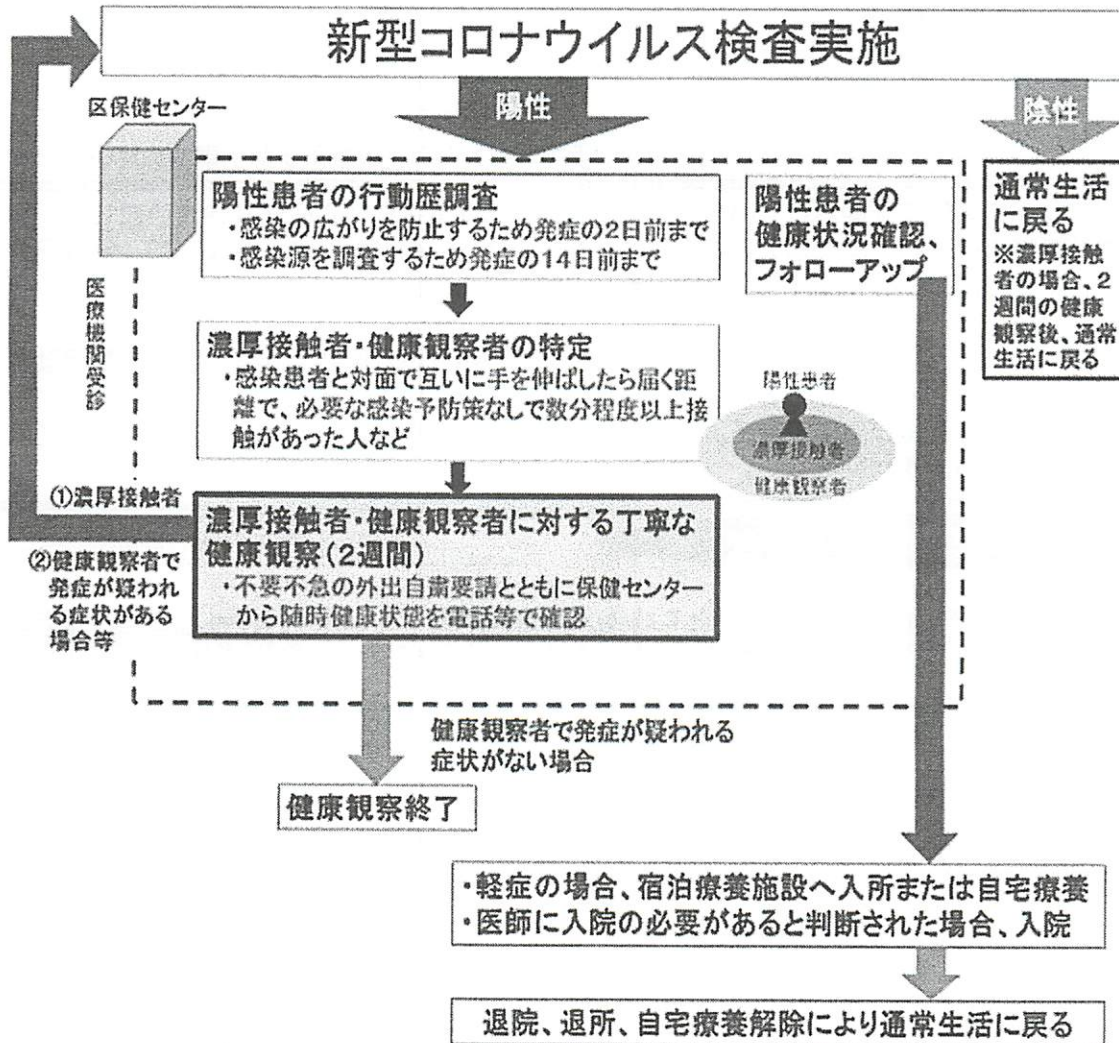 新型コロナウイルス検査実施
陽性
陰性
区保健センター
医療機関受診
陽性患者の行動歴調査
・感染の広がりを防止するため発症の2日前まで
・感染源を調査するため発症の14日前まで
陽性患者の
健康状況確認、
フォローアップ
通常生活
に戻る
※濃厚接触
者の場合、2
週間の健康
観察後、通常
生活に戻る
濃厚接触者・健康観察者の特定
・感染患者と対面で互いに手を伸ばしたら届く距
離で、必要な感染予防策なしで数分程度以上接
触があった人など
陽性患者
濃厚接触者
健康観察者
①濃厚接触者
②健康観察者で
発症が疑われ
る症状がある
場合等
濃厚接触者・健康観察者に対する丁寧な
健康観察(2週間)
・不要不急の外出自粛要請とともに保健センター
から随時健康状態を電話等で確認
健康観察者で発症が疑われる
症状がない場合
健康観察終了
・軽症の場合、宿泊療養施設へ入所または自宅療養
・医師に入院の必要があると判断された場合、入院
退院、退所、自宅療養解除により通常生活に戻る